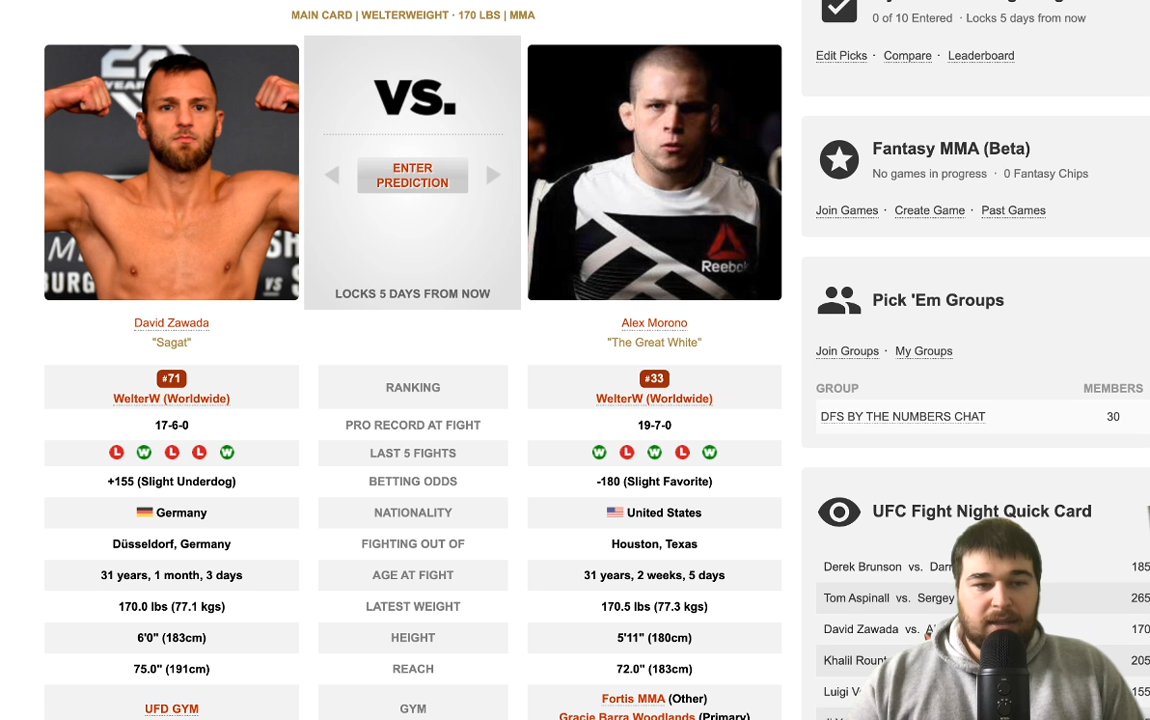 MAIN CARD | WELTERWEIGHT · 170 LBS | MMA
VS.
ENTER
PREDICTION
LOCKS 5 DAYS FROM NOW
YEAR
BURG
VS
Reebok
David Zawada
"Sagat"
Alex Morono
"The Great White"
#71
WelterW (Worldwide)
RANKING
#33
WelterW (Worldwide)
17-6-0
PRO RECORD AT FIGHT
19-7-0
L W L L W
LAST 5 FIGHTS
W L W L W
+155 (Slight Underdog)
BETTING ODDS
-180 (Slight Favorite)
Germany
NATIONALITY
United States
Düsseldorf, Germany
FIGHTING OUT OF
Houston, Texas
31 years, 1 month, 3 days
AGE AT FIGHT
31 years, 2 weeks, 5 days
170.0 lbs (77.1 kgs)
LATEST WEIGHT
170.5 lbs (77.3 kgs)
6'0" (183cm)
HEIGHT
5'11" (180cm)
75.0" (191cm)
REACH
72.0" (183cm)
UFD GYM
GYM
Fortis MMA (Other)
Gracie Barra Woodlands (Primary)
0 of 10 Entered · Locks 5 days from now
Edit Picks · Compare · Leaderboard
Fantasy MMA (Beta)
No games in progress · 0 Fantasy Chips
Join Games · Create Game · Past Games
Pick 'Em Groups
Join Groups · My Groups
GROUP MEMBERS
DFS BY THE NUMBERS CHAT 30
UFC Fight Night Quick Card
Derek Brunson vs. Darr 185
Tom Aspinall vs. Sergey 265
David Zawada vs. 170
Khalil Rount 205
Luigi V 155